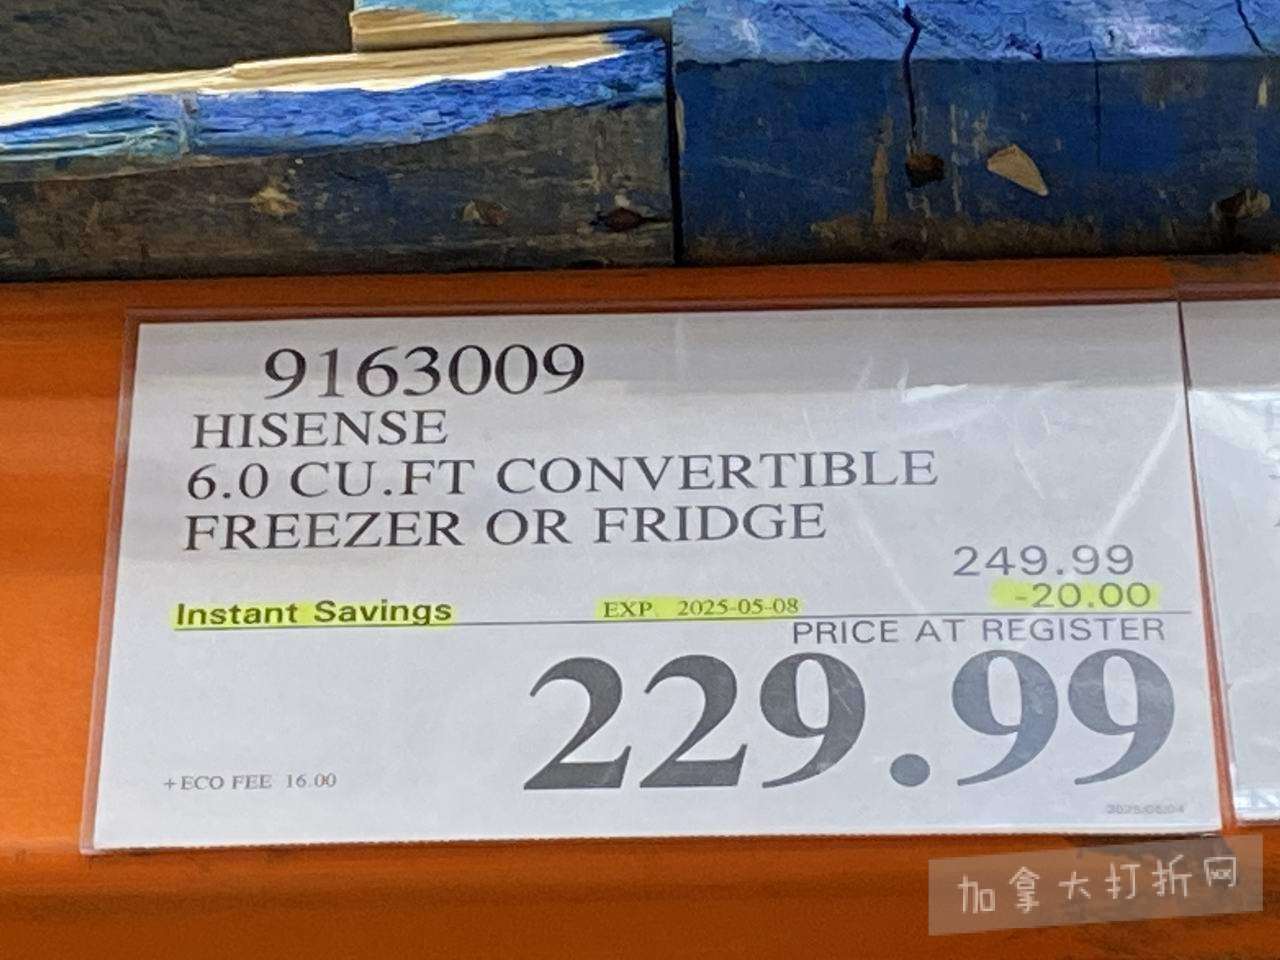 9163009
HISENSE
6.0 CU.FT CONVERTIBLE
FREEZER OR FRIDGE
249.99
Instant Savings EXP. 2025-05-08 -20.00
PRICE AT REGISTER
229.99
+ECO FEE 16.00
加拿大打折网